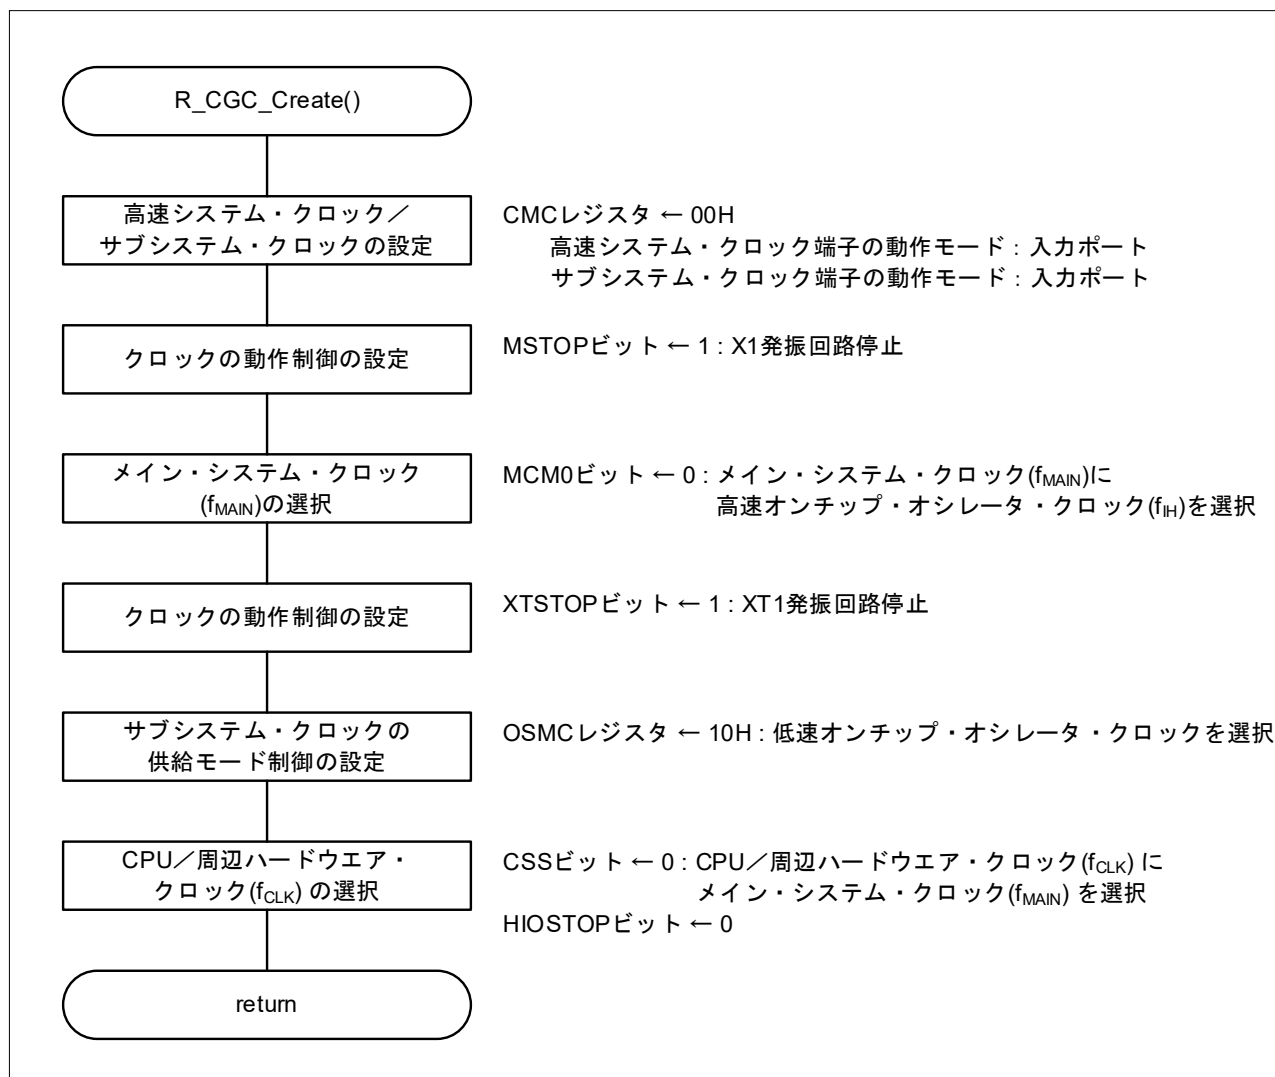 R_CGC_Create()
高速システム・クロック／
サブシステム・クロックの設定
CMCレジスタ ← 00H
高速システム・クロック端子の動作モード : 入力ポート
サブシステム・クロック端子の動作モード : 入力ポート
クロックの動作制御の設定
MSTOPビット ← 1 : X1発振回路停止
メイン・システム・クロック
(fMAIN)の選択
MCM0ビット ← 0 : メイン・システム・クロック(fMAIN)に
高速オンチップ・オシレータ・クロック(fIH)を選択
クロックの動作制御の設定
XTSTOPビット ← 1 : XT1発振回路停止
サブシステム・クロックの
供給モード制御の設定
OSMCレジスタ ← 10H : 低速オンチップ・オシレータ・クロックを選択
CPU／周辺ハードウエア・
クロック(fCLK) の選択
CSSビット ← 0 : CPU／周辺ハードウエア・クロック(fCLK) に
メイン・システム・クロック(fMAIN) を選択
HIOSTOPビット ← 0
return